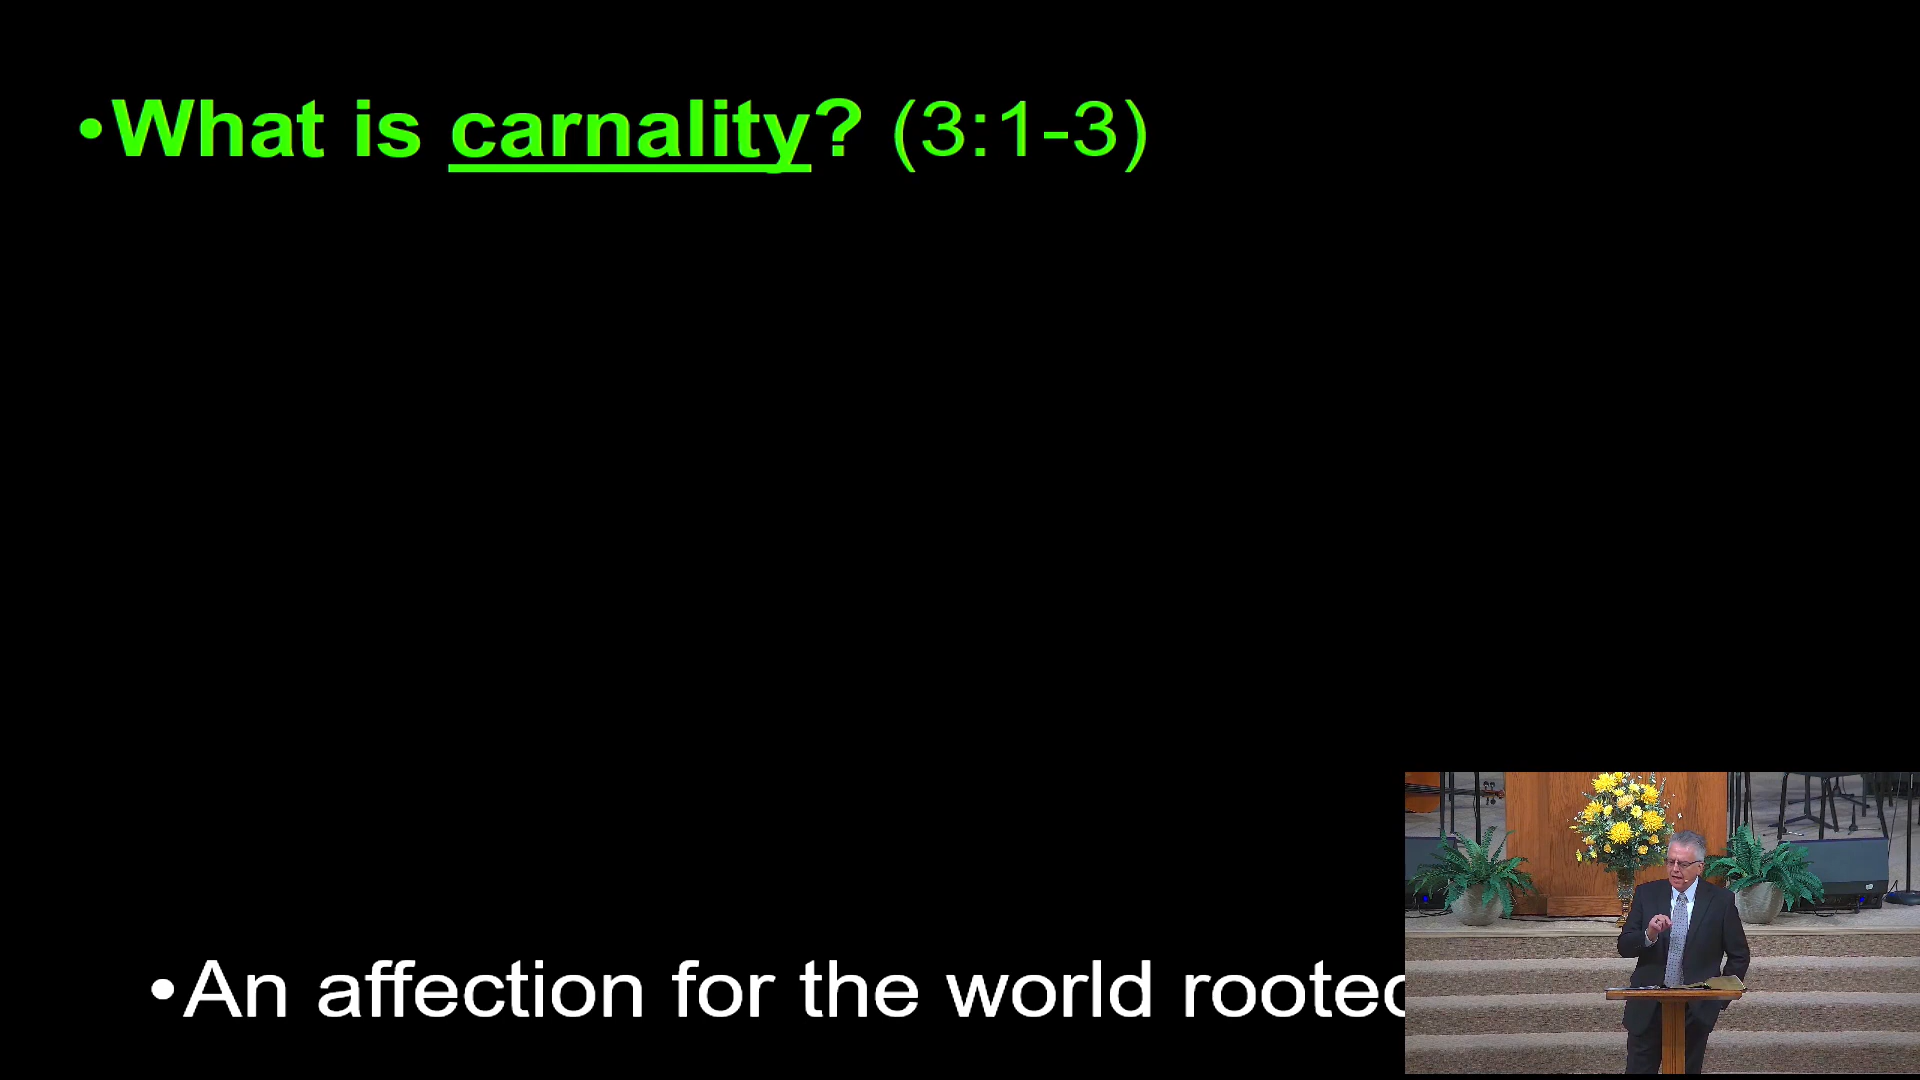 •What is carnality? (3:1-3)
•An affection for the world rooted